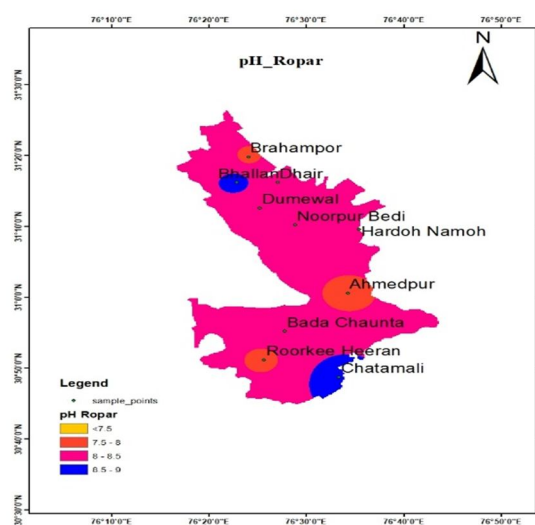 76°10'0"E 76°20'0"E 76°30'0"E 76°40'0"E 76°50'0"E
N
pH_Ropar
31°30'0"N
31°20'0"N
31°10'0"N
31°0'0"N
30°50'0"N
30°40'0"N
30°30'0"N
Brahampor
Bhallan Dhair
Dumewal
Noorpur Bedi
Hardoh Namoh
Ahmedpur
Bada Chaunta
Roorkee Heeran
Chatamali
Legend
sample_points
pH Ropar
<7.5
7.5 - 8
8 - 8.5
8.5 - 9
76°10'0"E 76°20'0"E 76°30'0"E 76°40'0"E 76°50'0"E